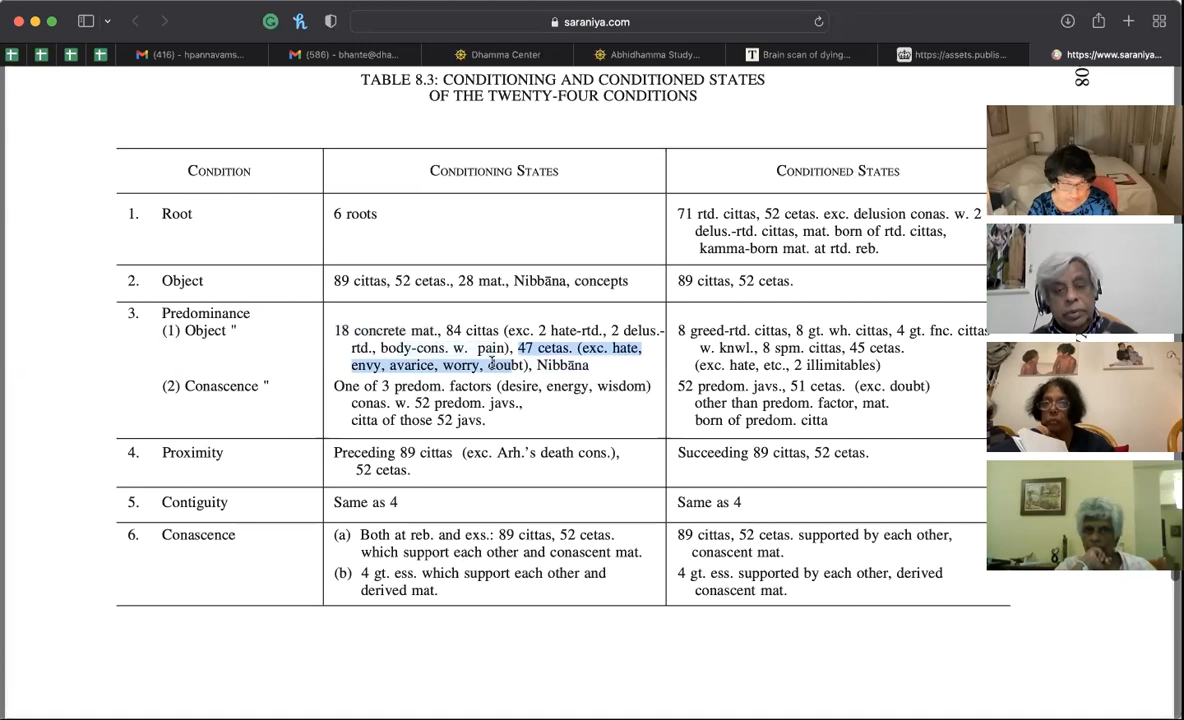 saraniya.com
(416) - hpannavams...
(586) - bhante@dha...
Dhamma Center
Abhidhamma Study...
Brain scan of dying...
https://assets.publis...
https://www.saraniya...
TABLE 8.3: CONDITIONING AND CONDITIONED STATES
OF THE TWENTY-FOUR CONDITIONS
80
CONDITION
CONDITIONING STATES
CONDITIONED STATES
1. Root
6 roots
71 rtd. cittas, 52 cetas. exc. delusion conas. w. 2
delus.-rtd. cittas, mat. born of rtd. cittas,
kamma-born mat. at rtd. reb.
2. Object
89 cittas, 52 cetas., 28 mat., Nibbāna, concepts
89 cittas, 52 cetas.
3. Predominance
(1) Object "
18 concrete mat., 84 cittas (exc. 2 hate-rtd., 2 delus.-
rtd., body-cons. w. pain), 47 cetas. (exc. hate,
envy, avarice, worry, doubt), Nibbāna
8 greed-rtd. cittas, 8 gt. wh. cittas, 4 gt. fnc. cittas
w. knwl., 8 spm. cittas, 45 cetas.
(exc. hate, etc., 2 illimitables)
(2) Conascence "
One of 3 predom. factors (desire, energy, wisdom)
conas. w. 52 predom. javs.,
citta of those 52 javs.
52 predom. javs., 51 cetas. (exc. doubt)
other than predom. factor, mat.
born of predom. citta
4. Proximity
Preceding 89 cittas (exc. Arh.'s death cons.),
52 cetas.
Succeeding 89 cittas, 52 cetas.
5. Contiguity
Same as 4
Same as 4
6. Conascence
(a) Both at reb. and exs.: 89 cittas, 52 cetas.
which support each other and conascent mat.
89 cittas, 52 cetas. supported by each other,
conascent mat.
(b) 4 gt. ess. which support each other and
derived mat.
4 gt. ess. supported by each other, derived
conascent mat.